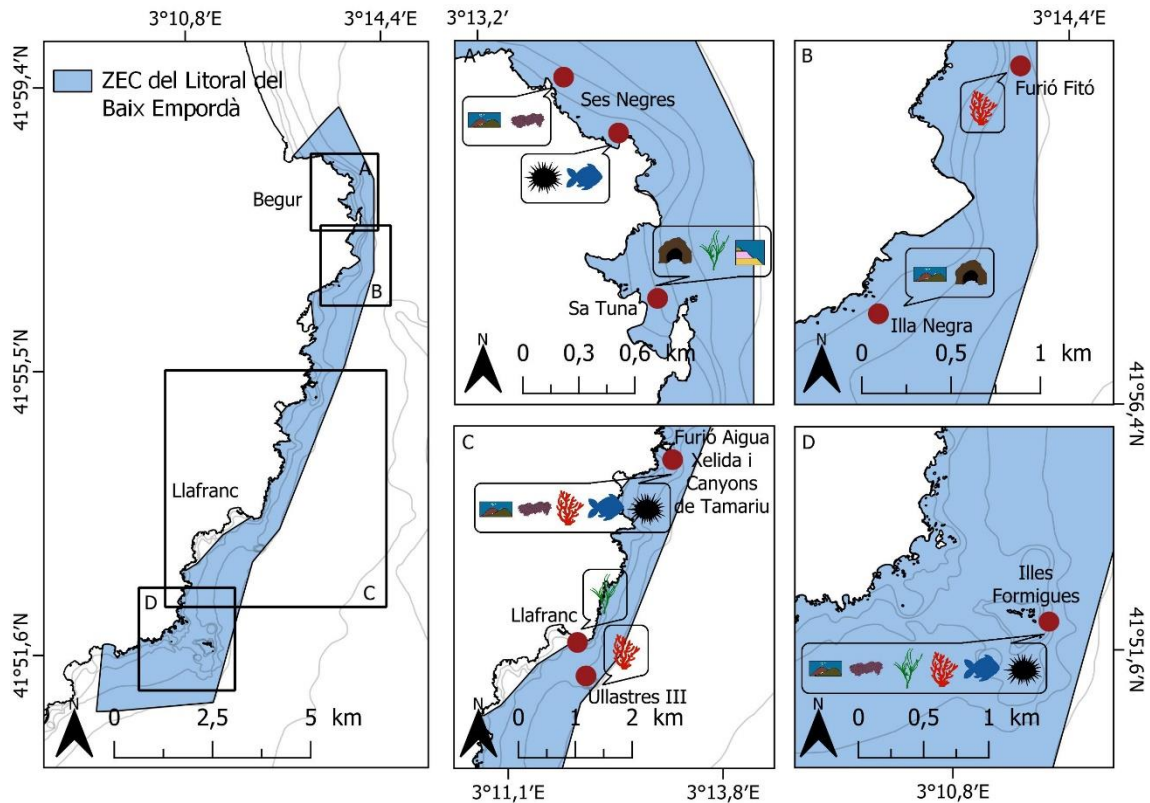 3°10,8′E
3°14,4′E
3°13,2′
3°14,4′E
41°59,4′N
41°55,5′N
41°51,6′N
ZEC del Litoral del
Baix Empordà
Begur
A
B
Llafranc
D
C
N
0
2,5
5
km
A
Ses Negres
Sa Tuna
N
0
0,3
0,6
km
B
Furió Fitó
Illa Negra
N
0
0,5
1
km
41°56,4′N
C
Furió Aigua
Xelida i
Canyons
de Tamariu
Llafranc
Ullastres III
N
0
1
2
km
D
Illes
Formigues
N
0
0,5
1
km
41°51,6′N
3°11,1′E
3°13,8′E
3°10,8′E